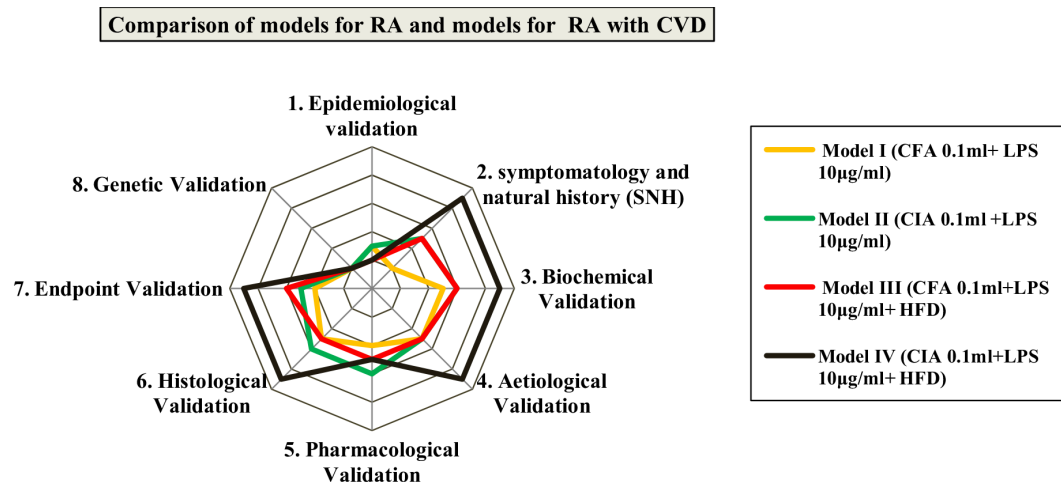 Comparison of models for RA and models for  RA with CVD
1. Epidemiological
validation
2. symptomatology and
natural history (SNH)
3. Biochemical
Validation
4. Aetiological
Validation
5. Pharmacological
Validation
6. Histological
Validation
7. Endpoint Validation
8. Genetic Validation
Model I (CFA 0.1ml+ LPS
10μg/ml)
Model II (CIA 0.1ml +LPS
10μg/ml)
Model III (CFA 0.1ml+LPS
10μg/ml+ HFD)
Model IV (CIA 0.1ml+LPS
10μg/ml+ HFD)